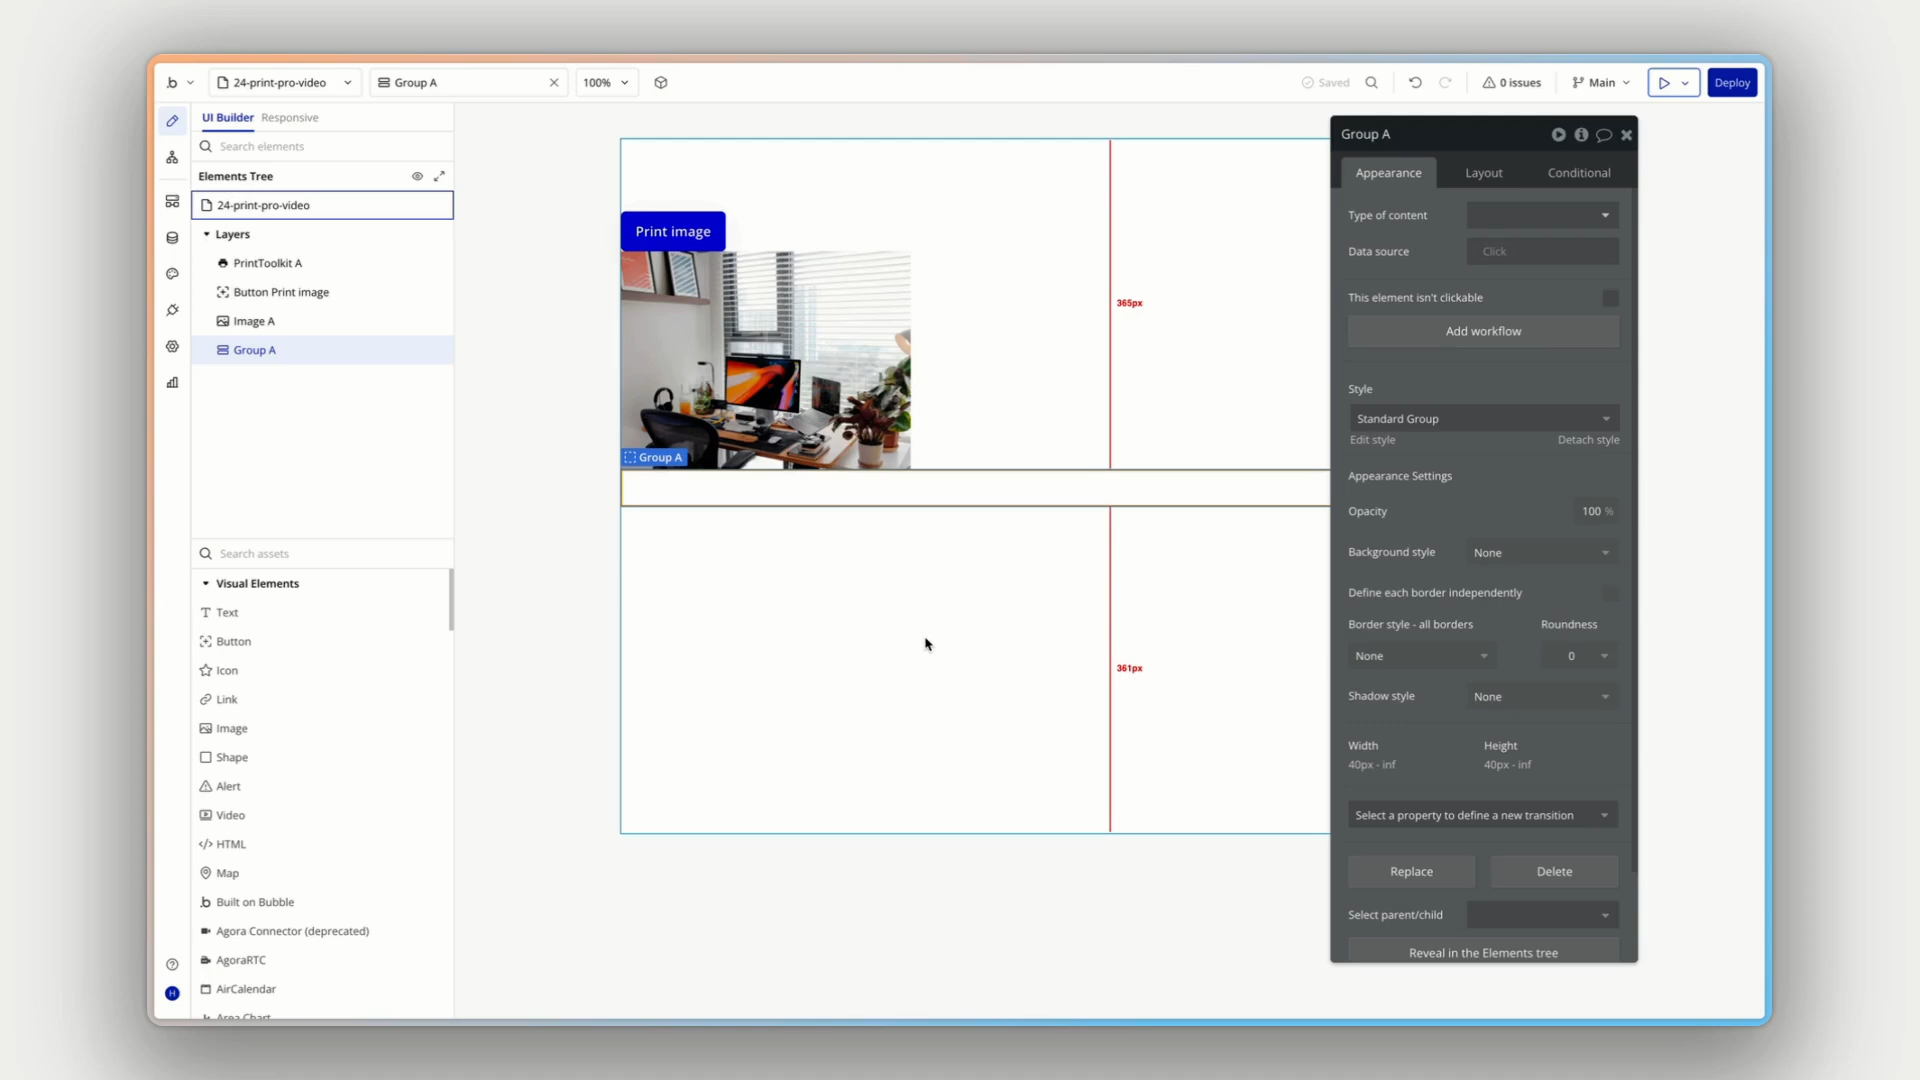 24-print-pro-video
Group A
100%
Saved
0 issues
Main
Deploy
UI Builder
Responsive
Search elements
Elements Tree
24-print-pro-video
Layers
PrintToolkit A
Button Print image
Image A
Group A
Search assets
Visual Elements
Text
Button
Icon
Link
Image
Shape
Alert
Video
HTML
Map
Built on Bubble
Agora Connector (deprecated)
AgoraRTC
AirCalendar
Area Chart
H
Print image
365px
Group A
361px
Group A
Appearance
Layout
Conditional
Type of content
Data source
Click
This element isn't clickable
Add workflow
Style
Standard Group
Edit style
Detach style
Appearance Settings
Opacity
100 %
Background style
None
Define each border independently
Border style - all borders
Roundness
None
0
Shadow style
None
Width
Height
40px - inf
40px - inf
Select a property to define a new transition
Replace
Delete
Select parent/child
Reveal in the Elements tree